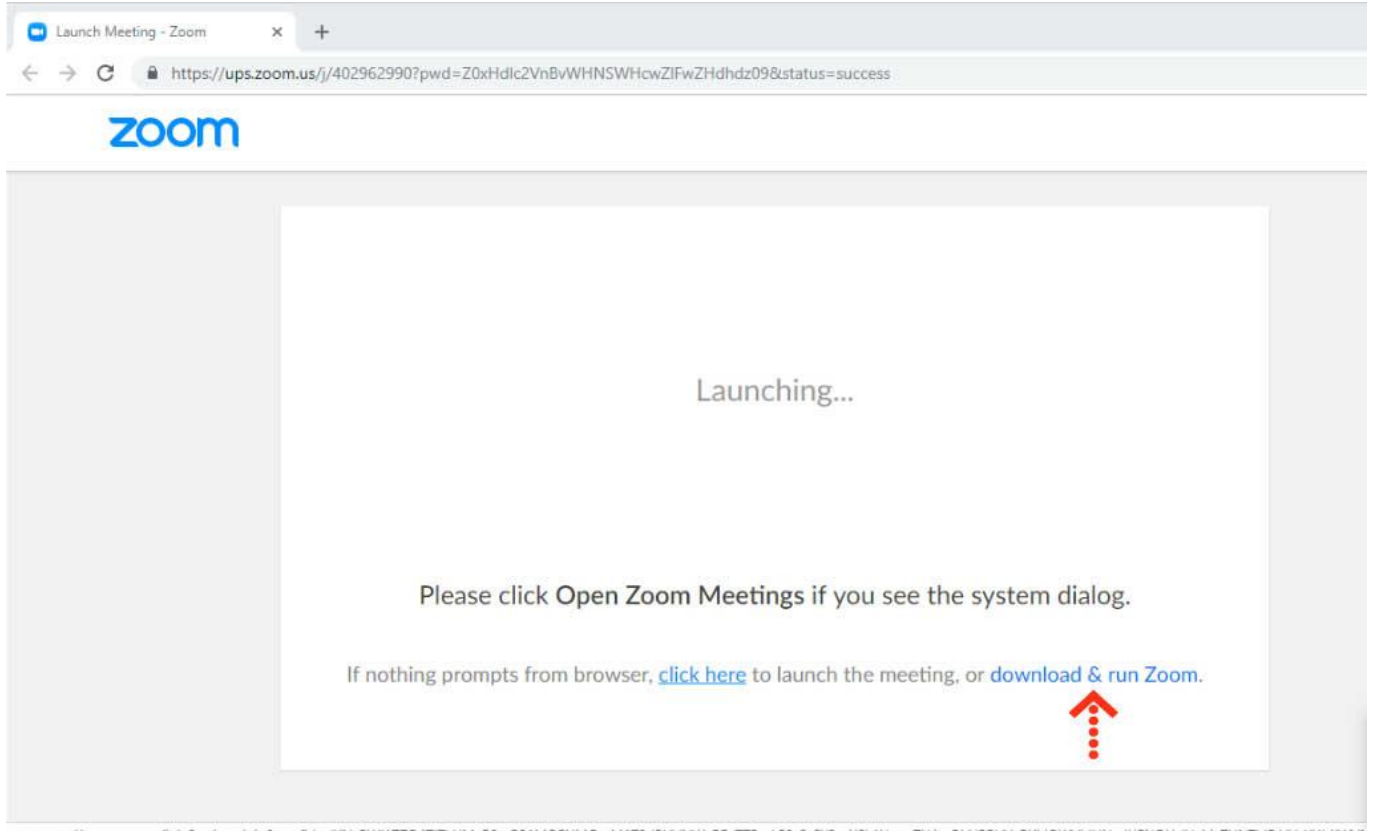 Launch Meeting - Zoom
https://ups.zoom.us/j/402962990?pwd=Z0xHdlc2VnBvWHNSWHcwZlFwZHdhdz09&status=success
zoom
Launching...
Please click Open Zoom Meetings if you see the system dialog.
If nothing prompts from browser, click here to launch the meeting, or download & run Zoom.